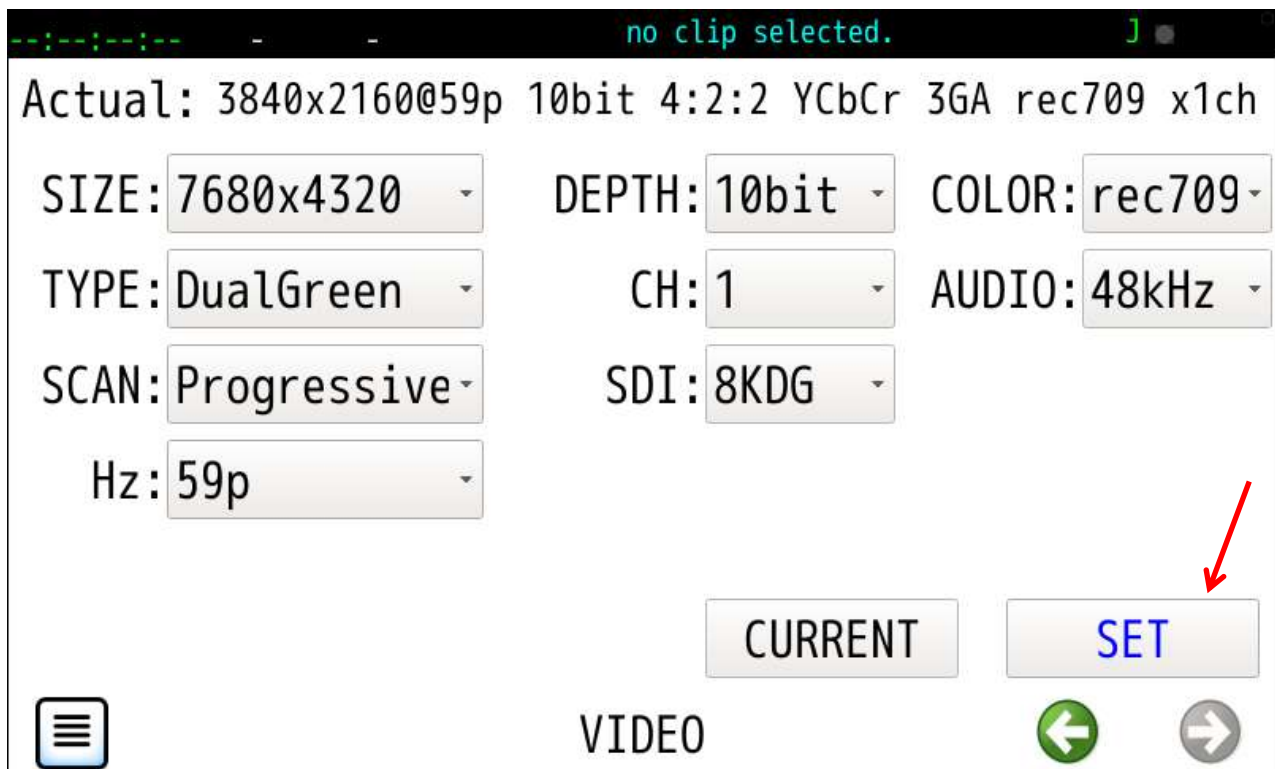 --:--:--:-- - - no clip selected. J
Actual: 3840x2160@59p 10bit 4:2:2 YCbCr 3GA rec709 x1ch
SIZE: 7680x4320 DEPTH: 10bit COLOR: rec709
TYPE: DualGreen CH: 1 AUDIO: 48kHz
SCAN: Progressive SDI: 8KDG
Hz: 59p
CURRENT SET
VIDEO